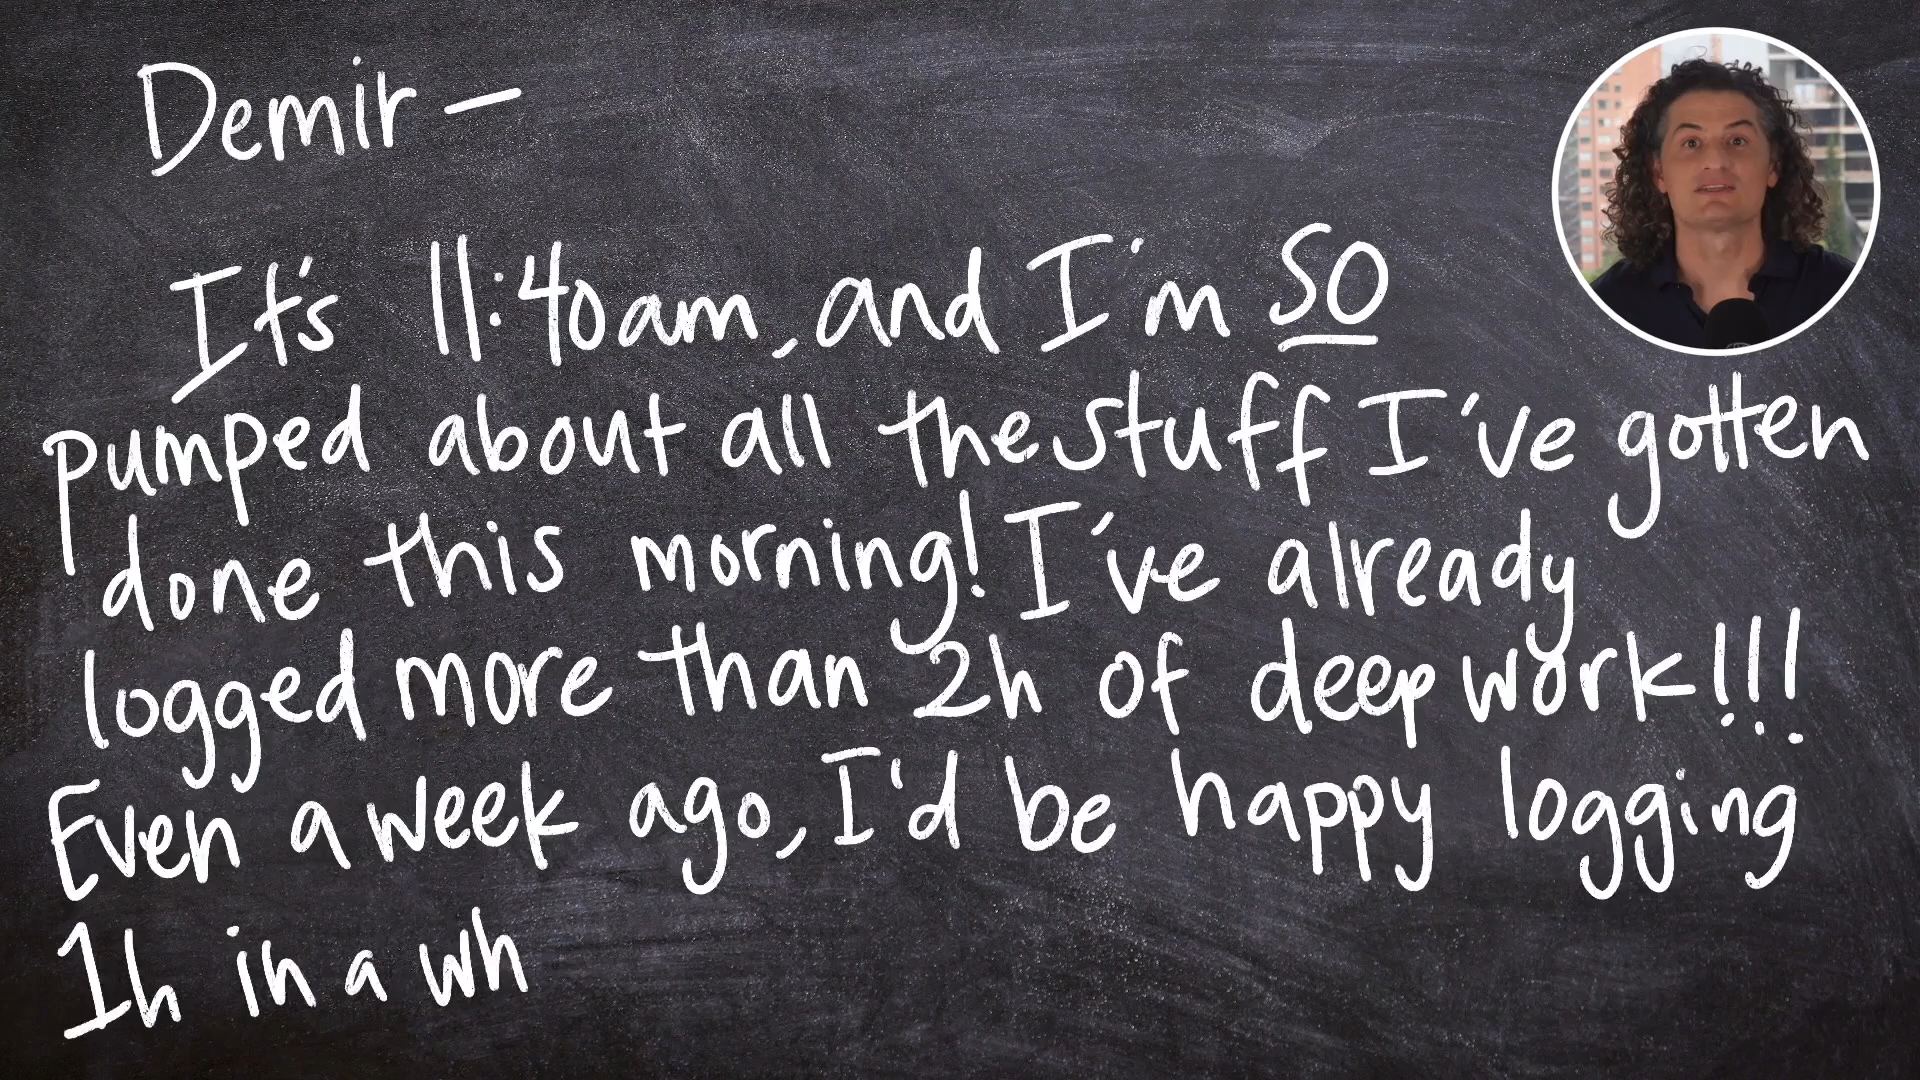 Demir —
It's 11:40am, and I'm SO
pumped about all the stuff I've gotten
done this morning! I've already
logged more than 2h of deep work!!!
Even a week ago, I'd be happy logging
1h in a wh